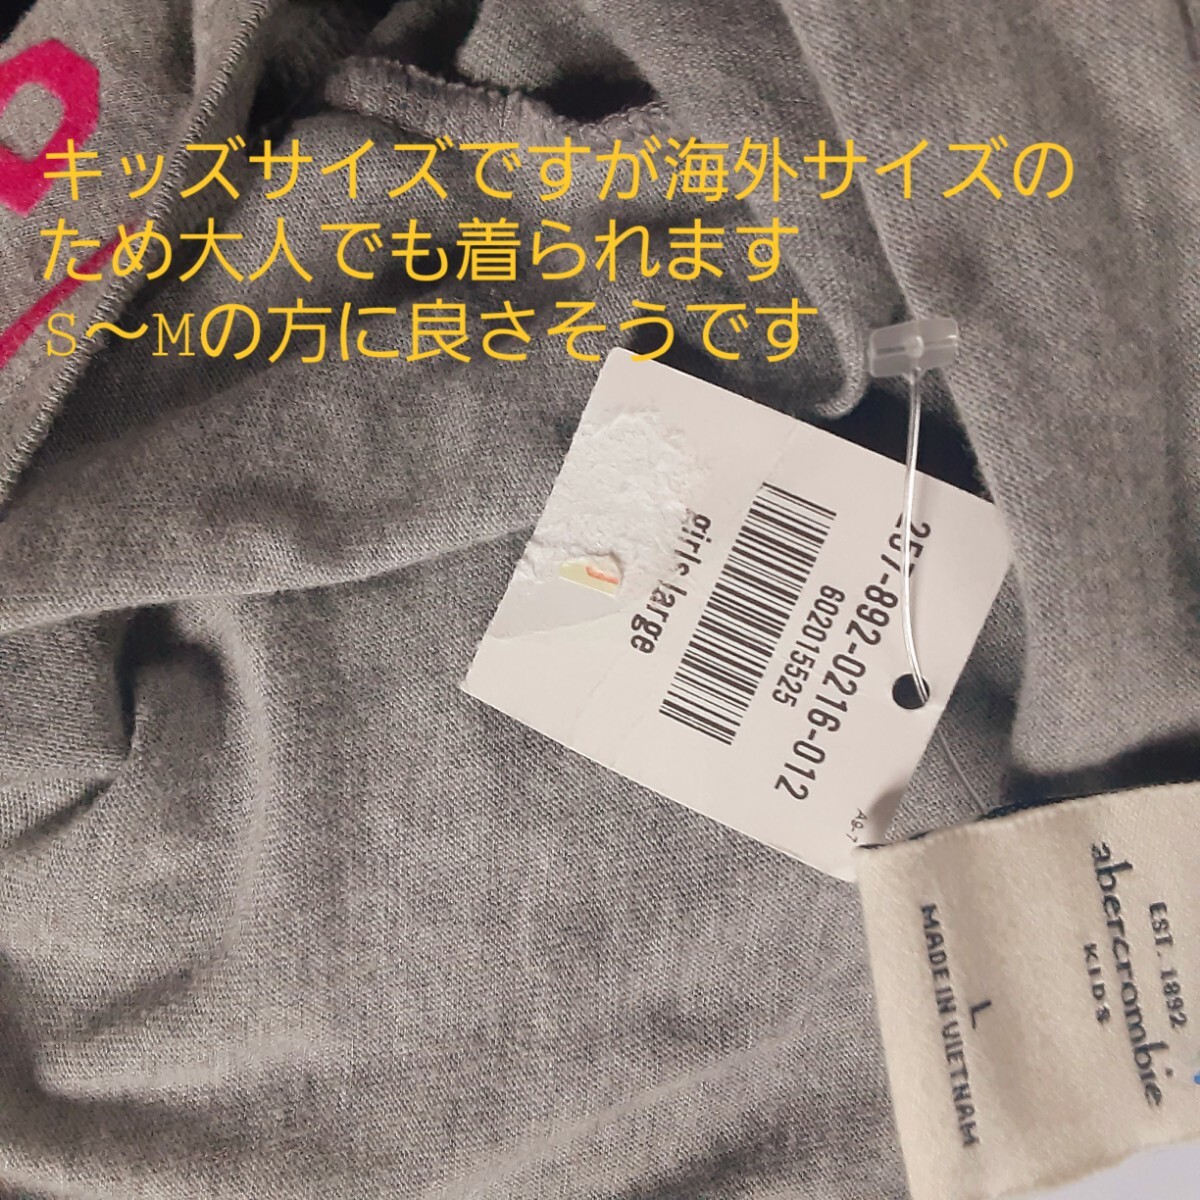 キッズサイズですが海外サイズの
ため大人でも着られます
S〜Mの方に良さそうです
257-892-0216-012
602015525
girls large
A9-7
EST. 1892
abercrombie
KIDS
L
MADE IN VIETNAM